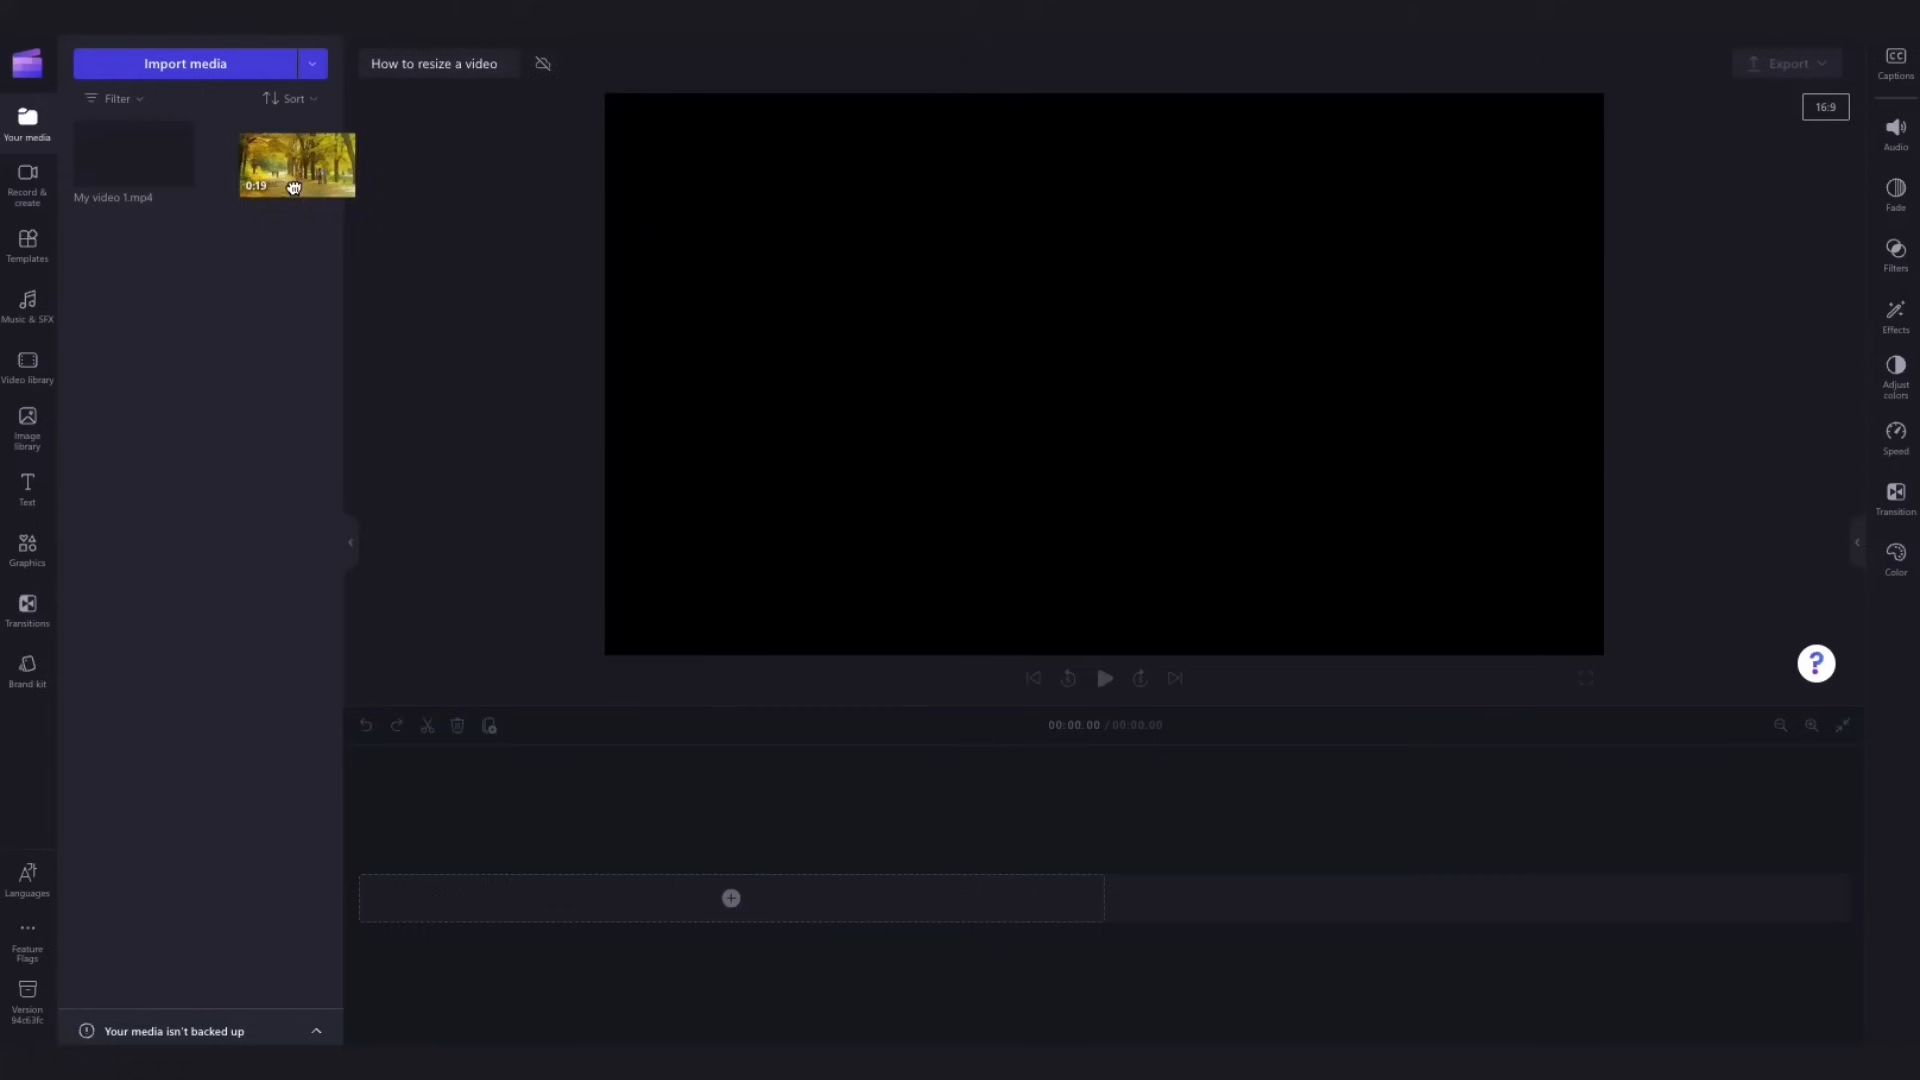 Import media
How to resize a video
Export
CC
Captions
Filter
Sort
16:9
Your media
0:19
My video 1.mp4
Audio
Record &
create
Fade
Templates
Filters
Music & SFX
Effects
Video library
Adjust
colors
Image
library
Speed
T
Text
Transition
Graphics
Color
Transitions
?
Brand kit
00:00.00 / 00:00.00
Languages
Feature
Flags
Version
94c63fc
Your media isn't backed up